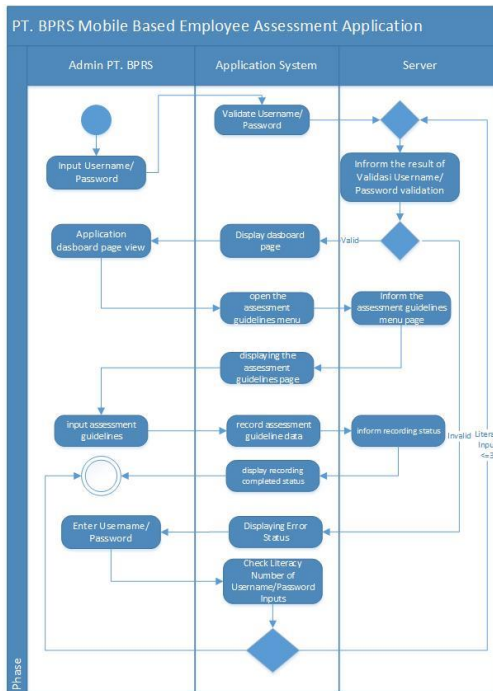 PT. BPRS Mobile Based Employee Assessment Application
Admin PT. BPRS
Application System
Server
Validate Username/
Password
Input Username/
Password
Infrorm the result of
Validasi Username/
Password validation
Application
dasboard page view
Display dasboard
page
Valid
open the
assessment
guidelines menu
Inform the
assessment guidelines
menu page
displaying the
assessment
guidelines page
input assessment
guidelines
record assessment
guideline data
inform recording status
Invalid
Litera
Inpu
<=3
display recording
completed status
Enter Username/
Password
Displaying Error
Status
Check Literacy
Number of
Username/Password
Inputs
Phase